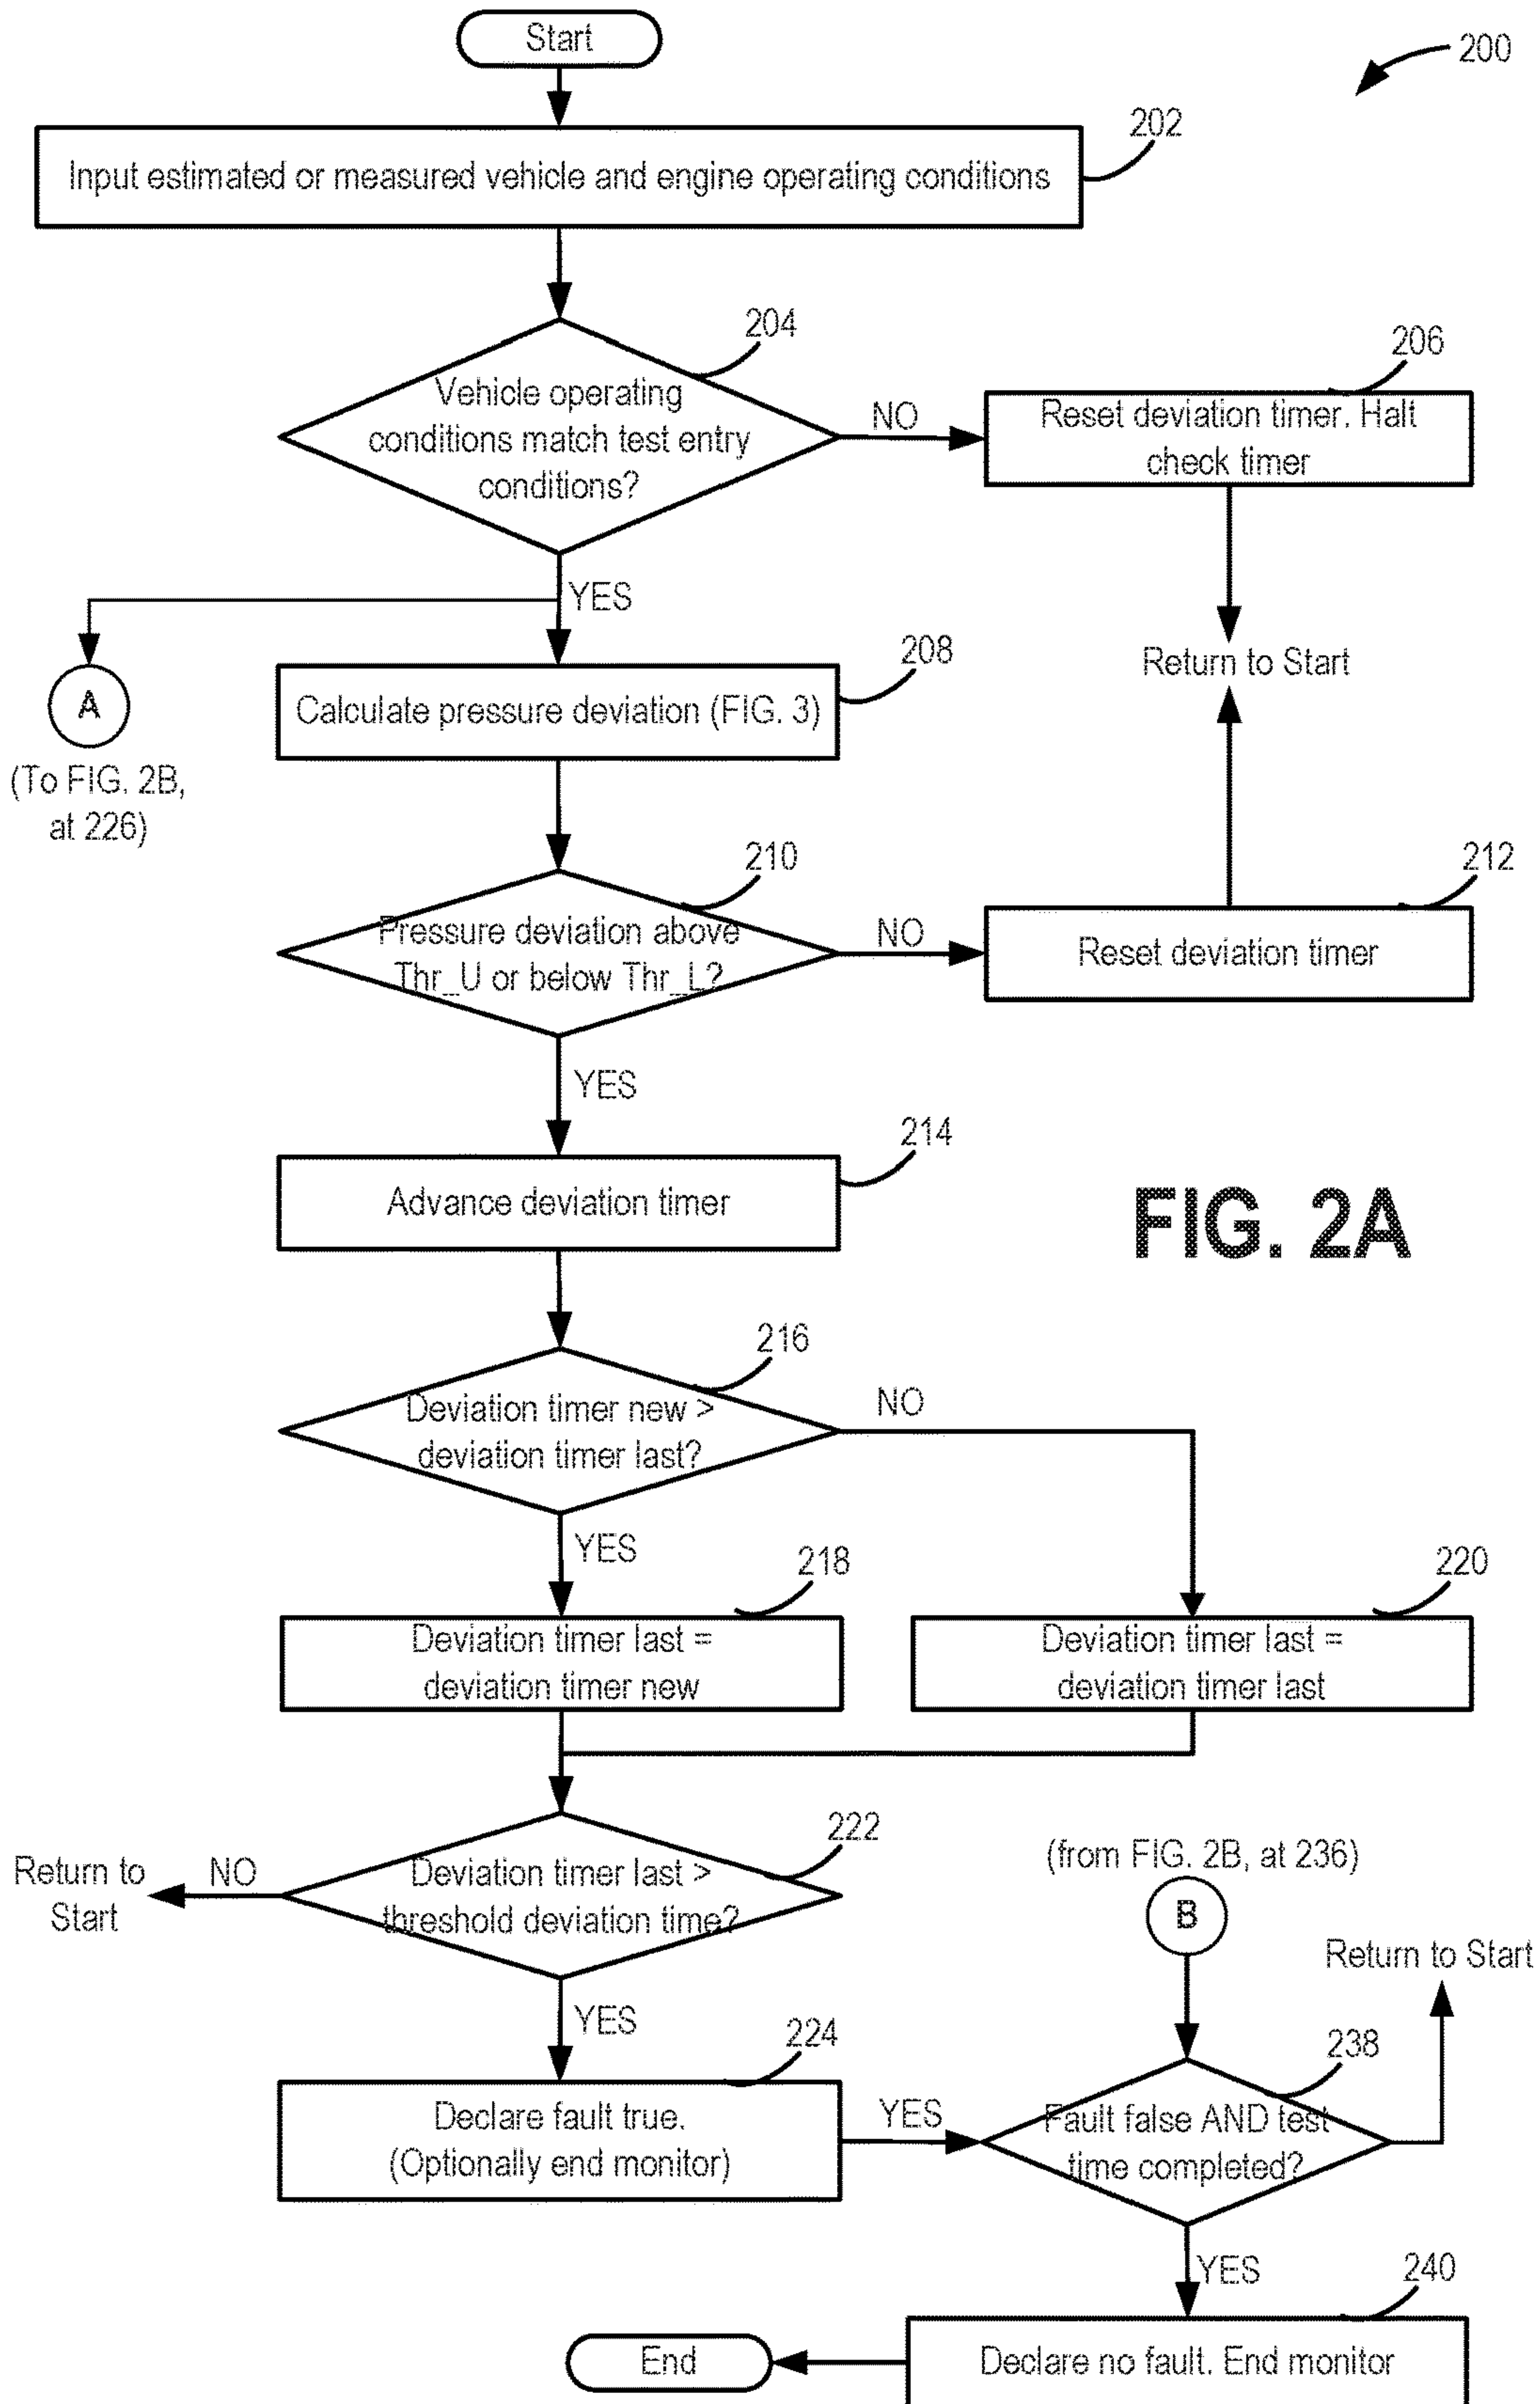 Start
200
202
Input estimated or measured vehicle and engine operating conditions
204
Vehicle operating
conditions match test entry
conditions?
NO
206
Reset deviation timer. Halt
check timer
YES
Return to Start
A
(To FIG. 2B,
at 226)
208
Calculate pressure deviation (FIG. 3)
210
Pressure deviation above
Thr_U or below Thr_L?
NO
212
Reset deviation timer
YES
214
Advance deviation timer
FIG. 2A
216
Deviation timer new >
deviation timer last?
NO
YES
218
Deviation timer last =
deviation timer new
220
Deviation timer last =
deviation timer last
222
Deviation timer last >
threshold deviation time?
NO
Return to
Start
(from FIG. 2B, at 236)
B
Return to Start
YES
224
Declare fault true.
(Optionally end monitor)
YES
238
Fault false AND test
time completed?
YES
240
Declare no fault. End monitor
End